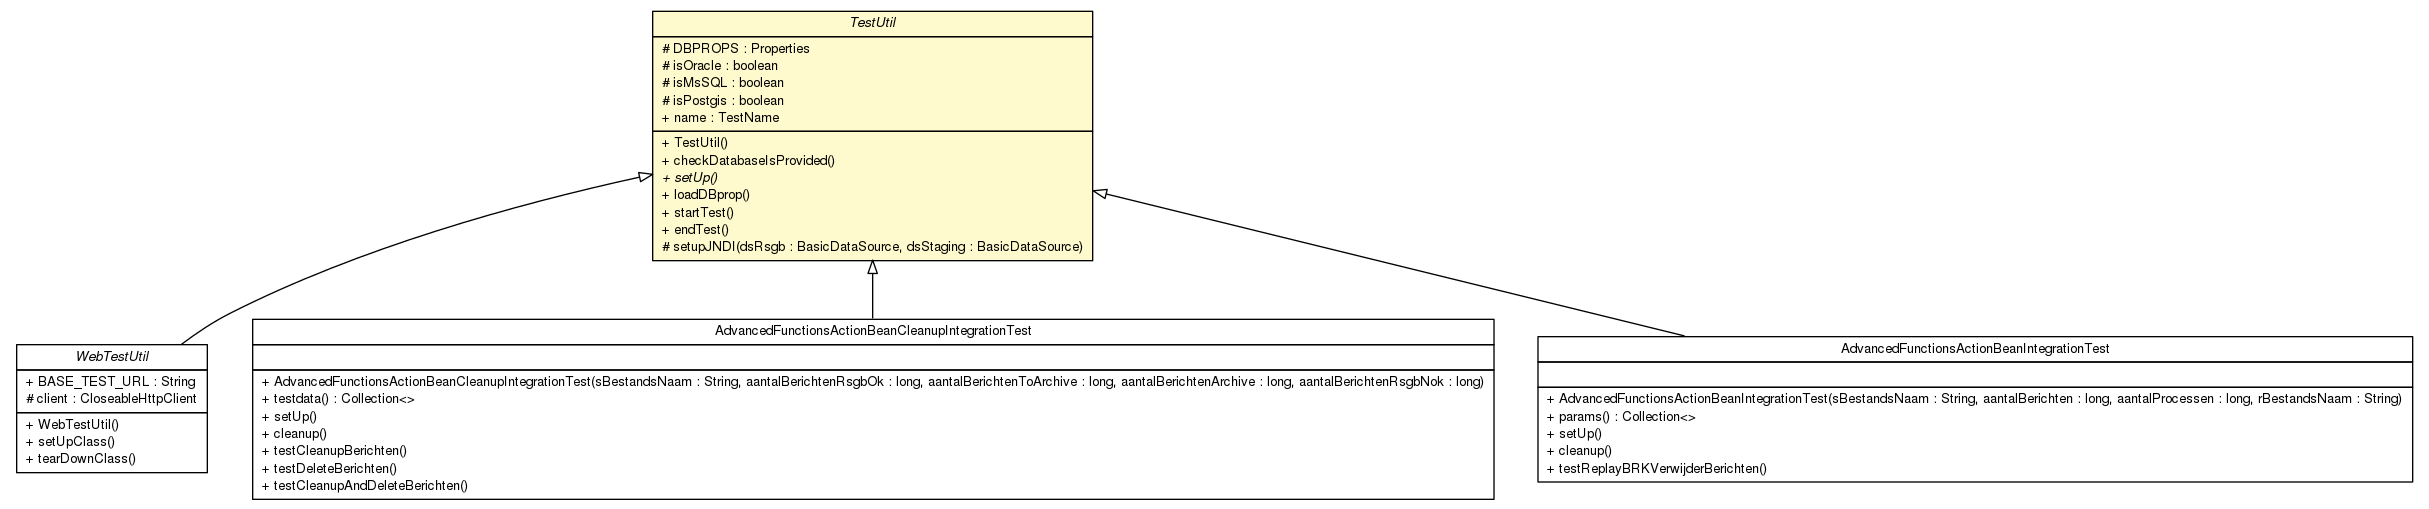 TestUtil
# DBPROPS : Properties
# isOracle : boolean
# isMsSQL : boolean
# isPostgis : boolean
+ name : TestName
+ TestUtil()
+ checkDatabaseIsProvided()
+ setUp()
+ loadDBprop()
+ startTest()
+ endTest()
# setupJNDI(dsRsgb : BasicDataSource, dsStaging : BasicDataSource)
WebTestUtil
+ BASE_TEST_URL : String
# client : CloseableHttpClient
+ WebTestUtil()
+ setUpClass()
+ tearDownClass()
AdvancedFunctionsActionBeanCleanupIntegrationTest
+ AdvancedFunctionsActionBeanCleanupIntegrationTest(sBestandsNaam : String, aantalBerichtenRsgbOk : long, aantalBerichtenToArchive : long, aantalBerichtenArchive : long, aantalBerichtenRsgbNok : long)
+ testdata() : Collection<>
+ setUp()
+ cleanup()
+ testCleanupBerichten()
+ testDeleteBerichten()
+ testCleanupAndDeleteBerichten()
AdvancedFunctionsActionBeanIntegrationTest
+ AdvancedFunctionsActionBeanIntegrationTest(sBestandsNaam : String, aantalBerichten : long, aantalProcessen : long, rBestandsNaam : String)
+ params() : Collection<>
+ setUp()
+ cleanup()
+ testReplayBRKVerwijderBerichten()